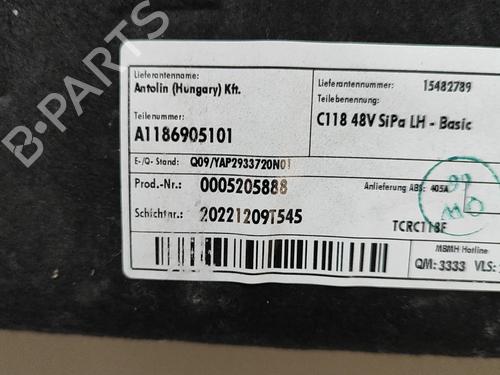 Lieferantenname:
Antolin (Hungary) Kft.
Lieferantennummer: 15482789
Teilenummer:
A1186905101
C118 48V SiPa LH - Basic
E-/Q- Stand: Q09/YAP2933720N01
Prod.-Nr.: 0005205888
Anlieferung ABS: 405A
Schichtnr.: 20221209T545
TCRC118F
MBMH Hotline
QM: 3333 VLS:
B-PARTS